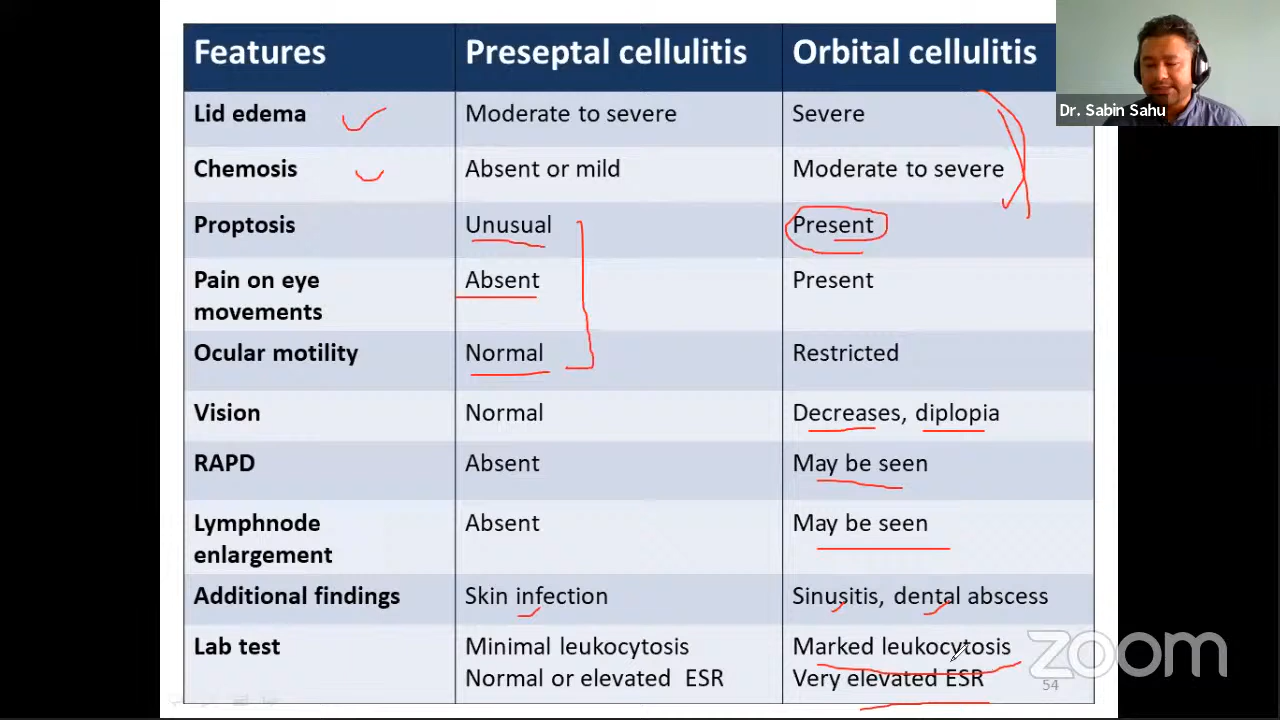 Features Preseptal cellulitis Orbital cellulitis
Dr. Sabin Sahu
Lid edema Moderate to severe Severe
Chemosis Absent or mild Moderate to severe
Proptosis Unusual Present
Pain on eye Absent Present
movements
Ocular motility Normal Restricted
Vision Normal Decreases, diplopia
RAPD Absent May be seen
Lymphnode Absent May be seen
enlargement
Additional findings Skin infection Sinusitis, dental abscess
Lab test Minimal leukocytosis Marked leukocytosis
Normal or elevated ESR Very elevated ESR
54
zoom